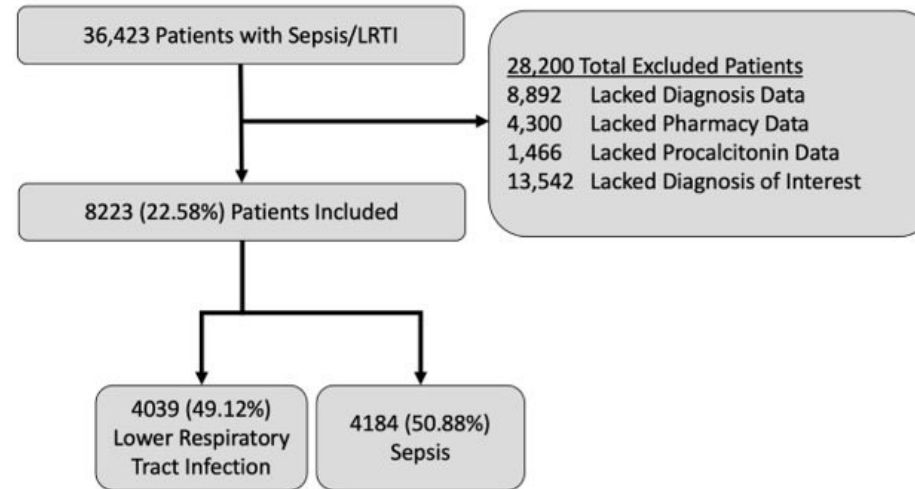 36,423 Patients with Sepsis/LRTI
28,200 Total Excluded Patients
8,892 Lacked Diagnosis Data
4,300 Lacked Pharmacy Data
1,466 Lacked Procalcitonin Data
13,542 Lacked Diagnosis of Interest
8223 (22.58%) Patients Included
4039 (49.12%)
Lower Respiratory
Tract Infection
4184 (50.88%)
Sepsis